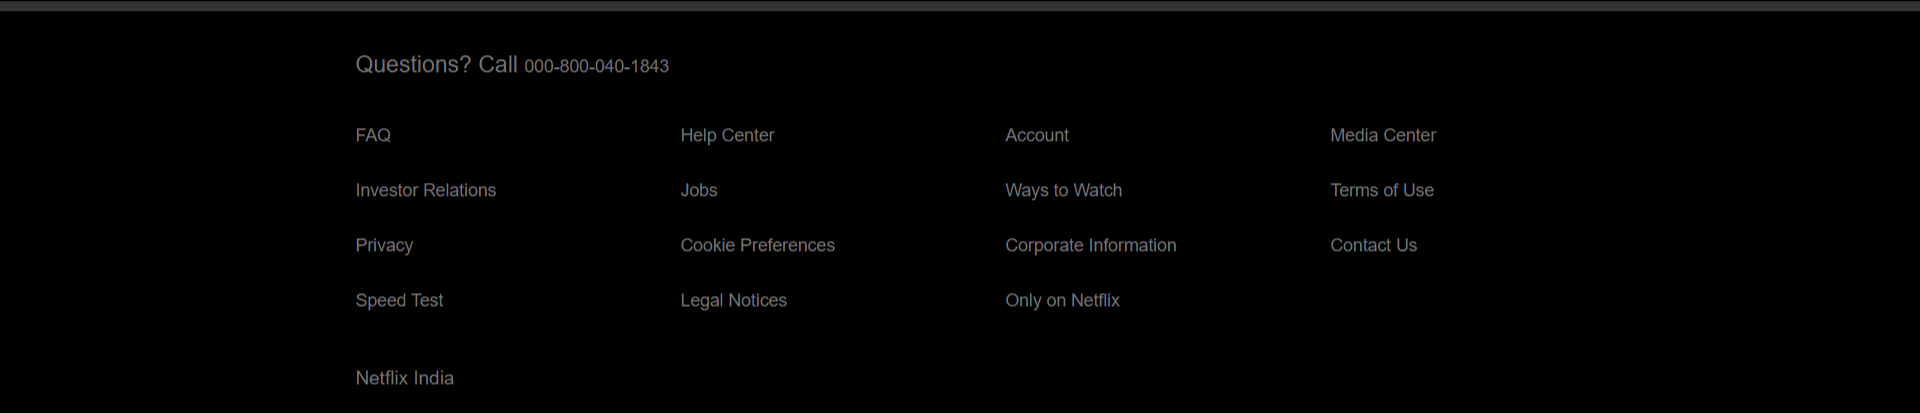 Questions? Call 000-800-040-1843
FAQ Help Center Account Media Center
Investor Relations Jobs Ways to Watch Terms of Use
Privacy Cookie Preferences Corporate Information Contact Us
Speed Test Legal Notices Only on Netflix
Netflix India